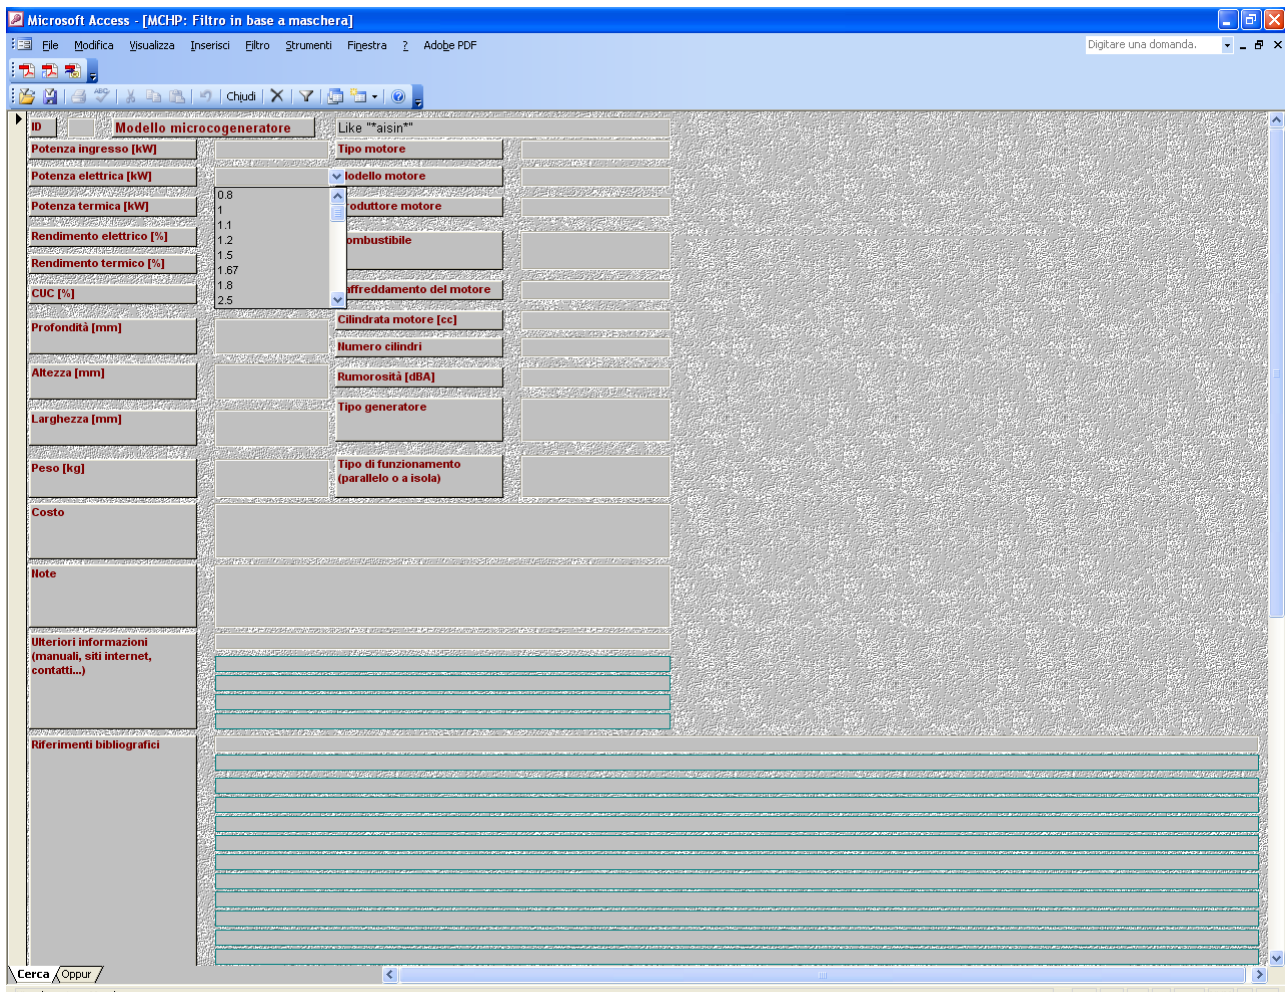 Microsoft Access - [MCHP: Filtro in base a maschera]
File Modifica Visualizza Inserisci Filtro Strumenti Finestra ? Adobe PDF Digitare una domanda.
Chiudi
ID Modello microcogeneratore Like "*aisin*"
Potenza ingresso [kW] Tipo motore
Potenza elettrica [kW] odello motore
0.8
Potenza termica [kW] oduttore motore
1
1.1
Rendimento elettrico [%] 1.2 ombustibile
1.5
Rendimento termico [%] 1.67
1.8
CUC [%] affreddamento del motore
2.5
Cilindrata motore [cc]
Profondità [mm]
Numero cilindri
Altezza [mm] Rumorosità [dBA]
Tipo generatore
Larghezza [mm]
Peso [kg] Tipo di funzionamento
(parallelo o a isola)
Costo
Note
Ulteriori informazioni
(manuali, siti internet,
contatti...)
Riferimenti bibliografici
Cerca Oppur